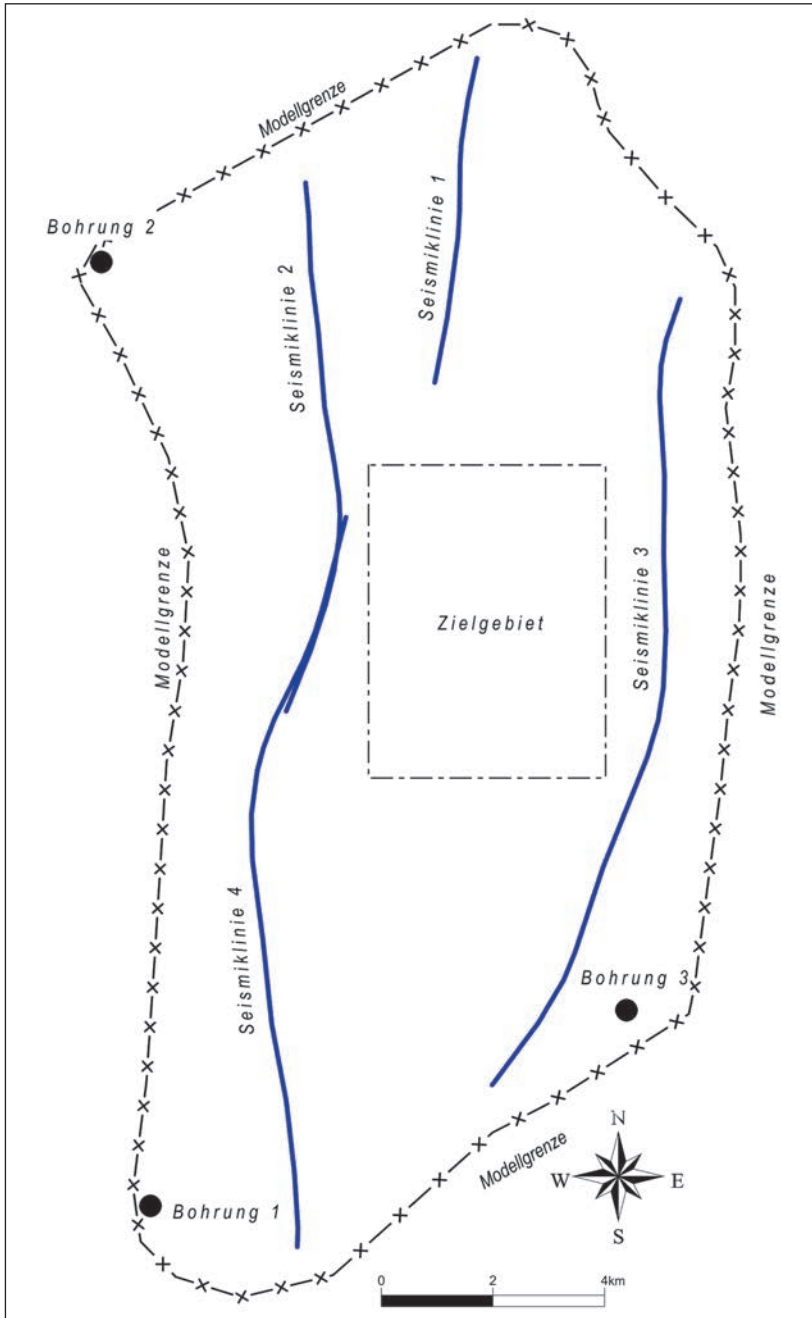 Modellgrenze
Seismiklinie 1
Bohrung 2
Seismiklinie 2
Modellgrenze
Zielgebiet
Seismiklinie 3
Modellgrenze
Seismiklinie 4
Bohrung 3
Modellgrenze
N
W E
S
Bohrung 1
0 2 4km